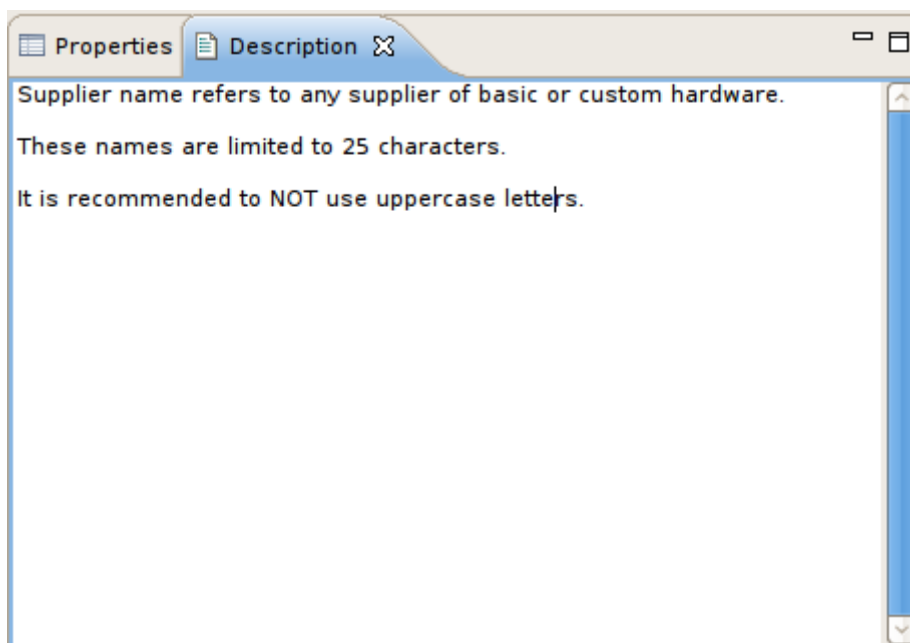 Properties Description
Supplier name refers to any supplier of basic or custom hardware.
These names are limited to 25 characters.
It is recommended to NOT use uppercase letters.